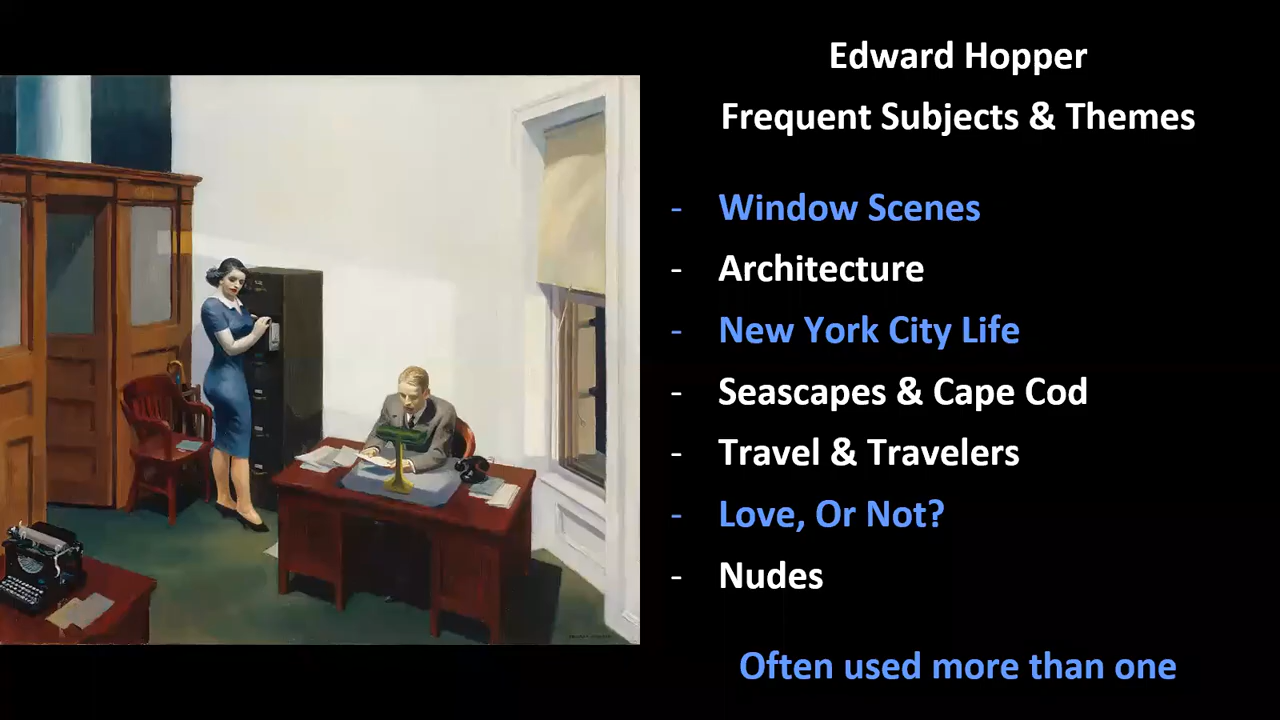 Edward Hopper
Frequent Subjects & Themes
- Window Scenes
- Architecture
- New York City Life
- Seascapes & Cape Cod
- Travel & Travelers
- Love, Or Not?
- Nudes
Often used more than one